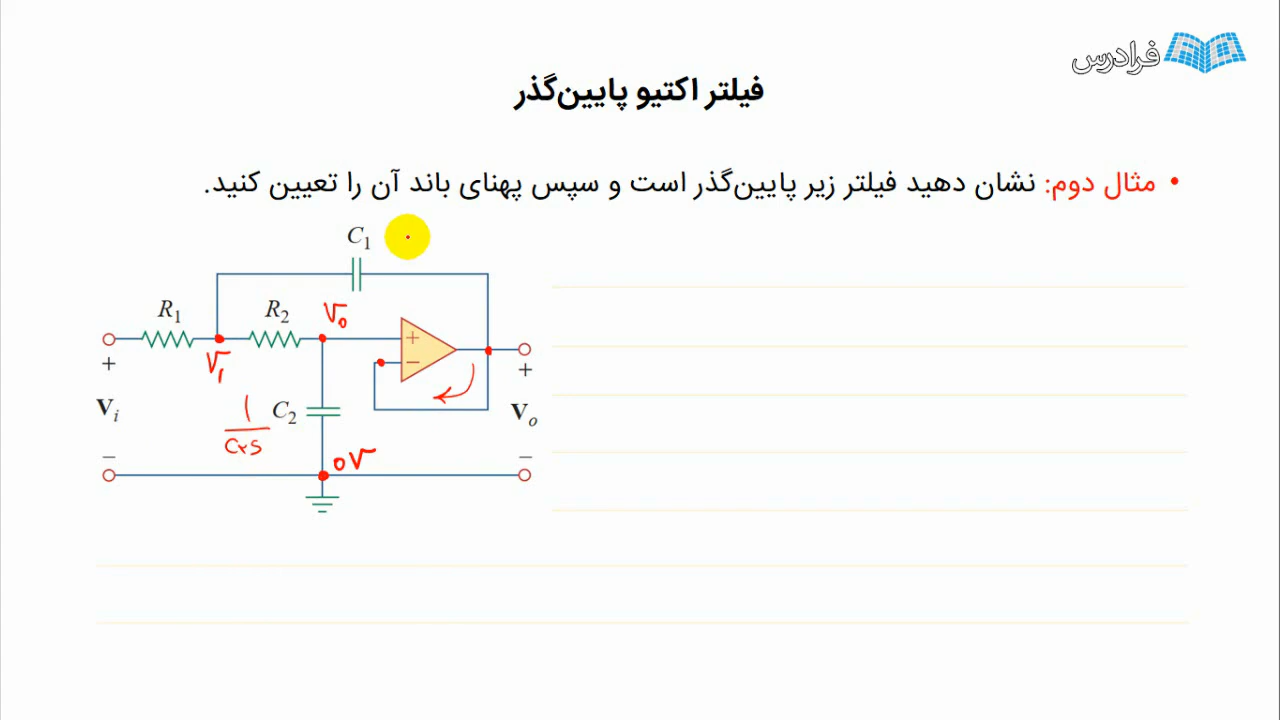 فرادرس
فیلتر اکتیو پایین‌گذر
• مثال دوم: نشان دهید فیلتر زیر پایین‌گذر است و سپس پهنای باند آن را تعیین کنید.
C₁
R₁ R₂ V₀
+
−
V₁
+ +
Vᵢ 1/C₂s C₂ Vₒ
− 0V −